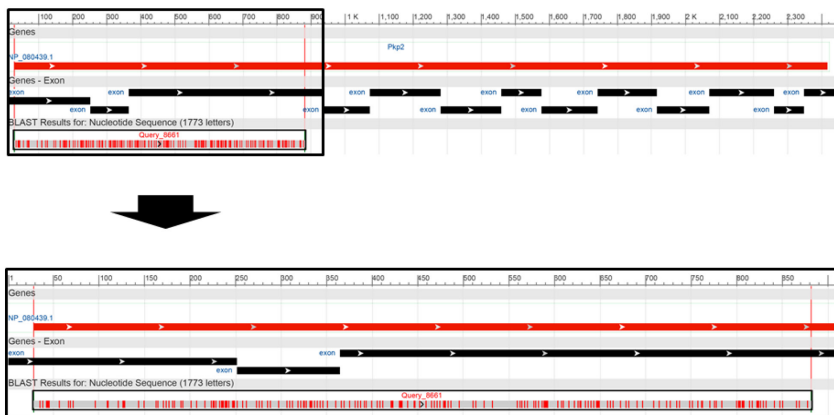 100 200 300 400 500 600 700 800 900 1 K 1,100 1,200 1,300 1,400 1,500 1,600 1,700 1,800 1,900 2 K 2,100 2,200 2,300
Genes
Pkp2
NP_080439.1
Genes - Exon
exon exon exon exon exon exon exon
exon exon exon exon exon exon
BLAST Results for: Nucleotide Sequence (1773 letters)
Query_8661
50 100 150 200 250 300 350 400 450 500 550 600 650 700 750 800 850
Genes
NP_080439.1
Genes - Exon
exon exon
exon
BLAST Results for: Nucleotide Sequence (1773 letters)
Query_8661